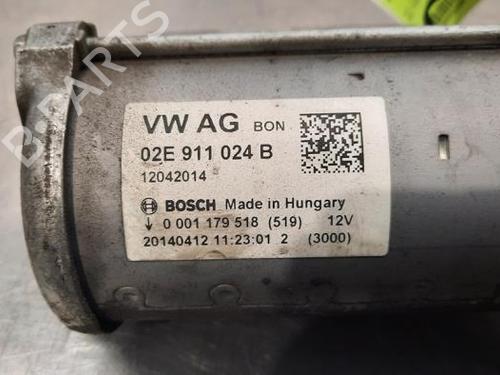 VW AG BON
02E 911 024 B
12042014
BOSCH Made in Hungary
↓ 0 001 179 518 (519) 12V
20140412 11:23:01 2 (3000)
B-PARTS